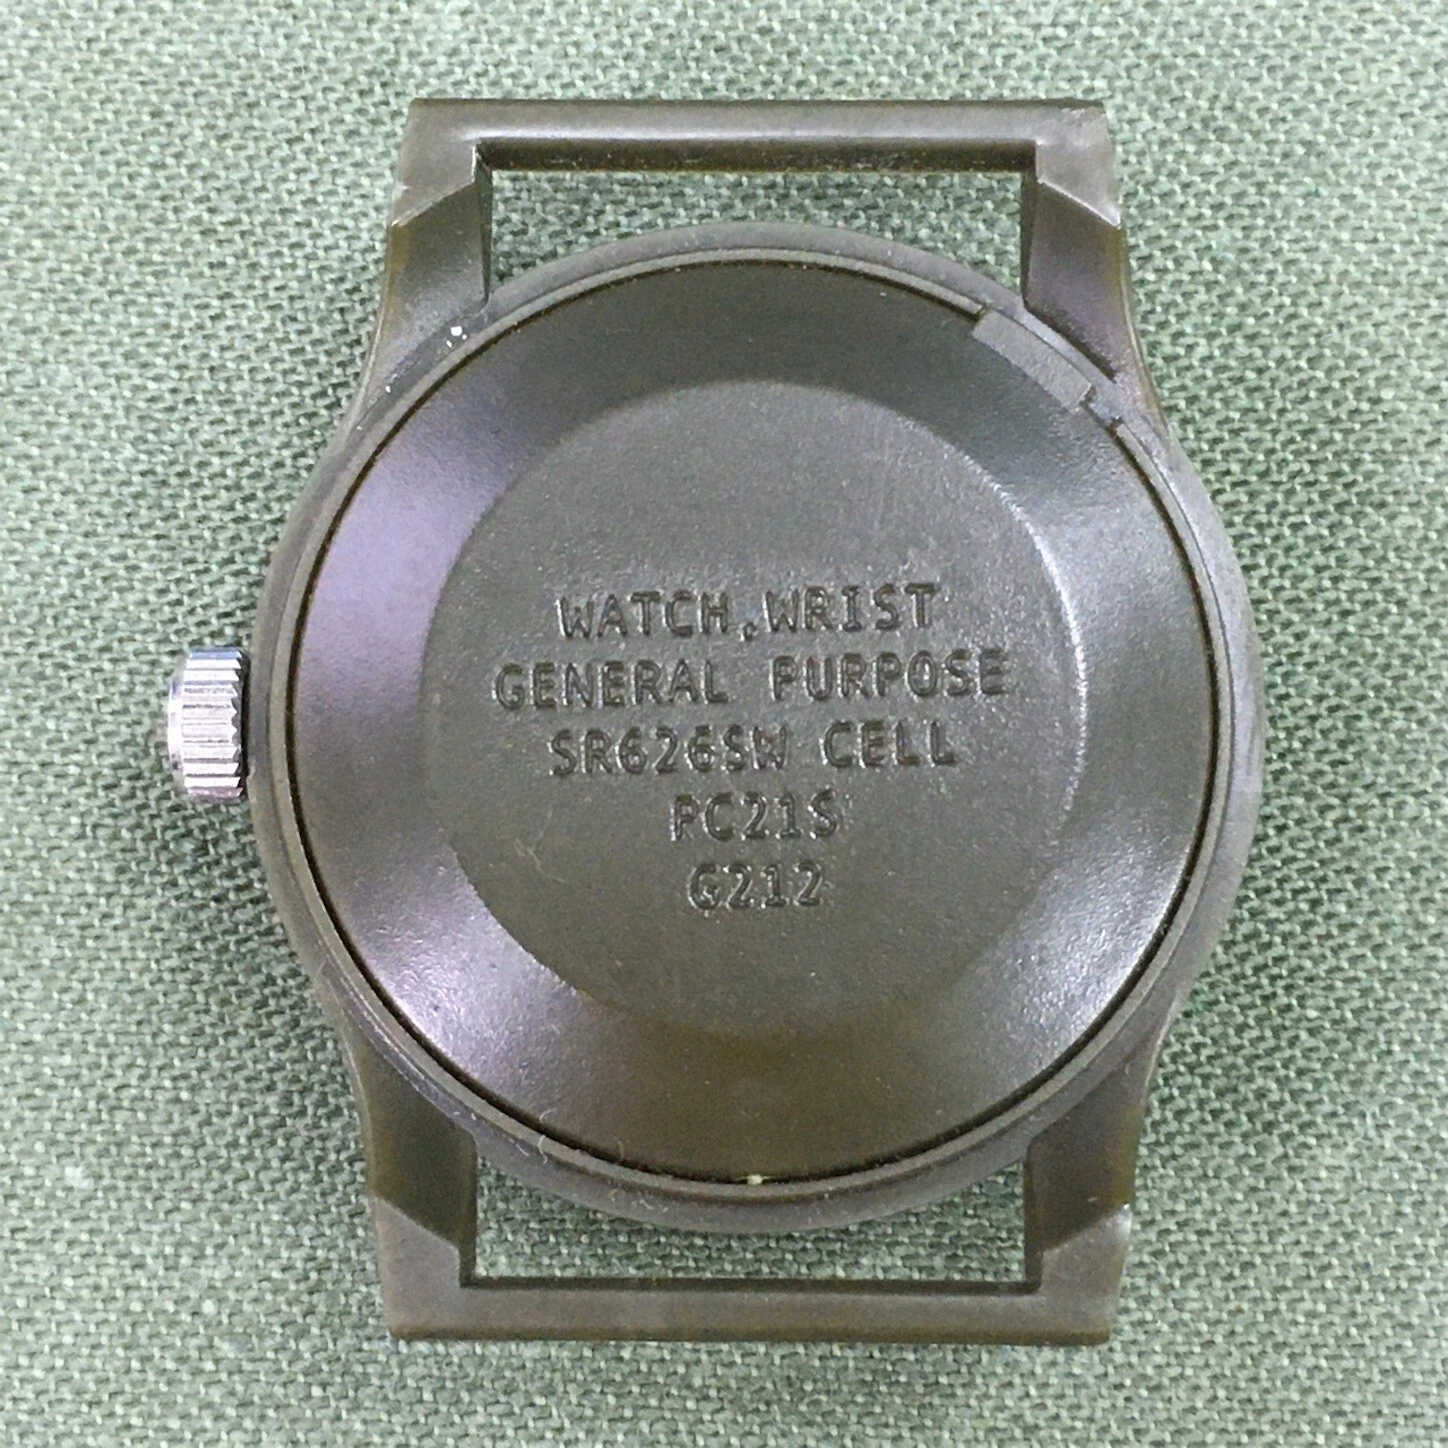 WATCH,WRIST
GENERAL PURPOSE
SR626SW CELL
PC21S
G212